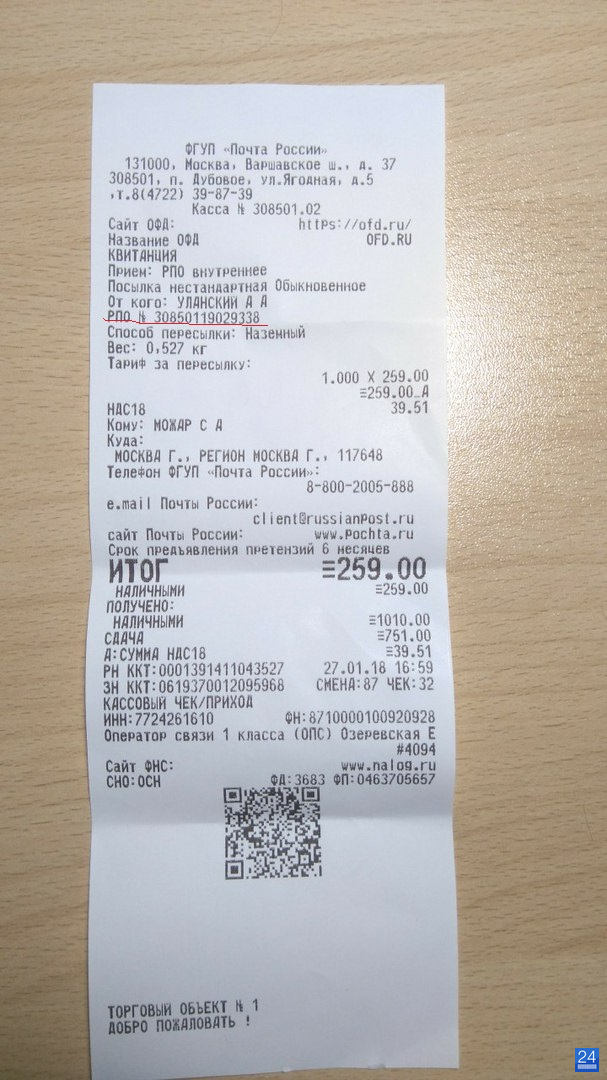 ФГУП «Почта России»
131000, Москва, Варшавское ш., д. 37
308501, п. Дубовое, ул.Ягодная, д.5
,т.8(4722) 39-87-39
Касса № 308501.02
Сайт ОФД: https://ofd.ru/
Название ОФД OFD.RU
КВИТАНЦИЯ
Прием: РПО внутреннее
Посылка нестандартная Обыкновенное
От кого: УЛАНСКИЙ А А
РПО № 30850119029338
Способ пересылки: Наземный
Вес: 0,527 кг
Тариф за пересылку:
1.000 X 259.00
≡259.00_А
НДС18 39.51
Кому: МОЖАР С А
Куда:
МОСКВА Г., РЕГИОН МОСКВА Г., 117648
Телефон ФГУП «Почта России»:
8-800-2005-888
e.mail Почты России:
client@russianpost.ru
сайт Почты России: www.pochta.ru
Срок предъявления претензий 6 месяцев
ИТОГ ≡259.00
НАЛИЧНЫМИ ≡259.00
ПОЛУЧЕНО:
НАЛИЧНЫМИ ≡1010.00
СДАЧА ≡751.00
А:СУММА НДС18 ≡39.51
РН ККТ:0001391411043527 27.01.18 16:59
ЗН ККТ:0619370012095968 СМЕНА:87 ЧЕК:32
КАССОВЫЙ ЧЕК/ПРИХОД
ИНН:7724261610 ФН:8710000100920928
Оператор связи 1 класса (ОПС) Озеревская Е
#4094
Сайт ФНС: www.nalog.ru
СНО:ОСН ФД:3683 ФП:0463705657
ТОРГОВЫЙ ОБЪЕКТ № 1
ДОБРО ПОЖАЛОВАТЬ !
24